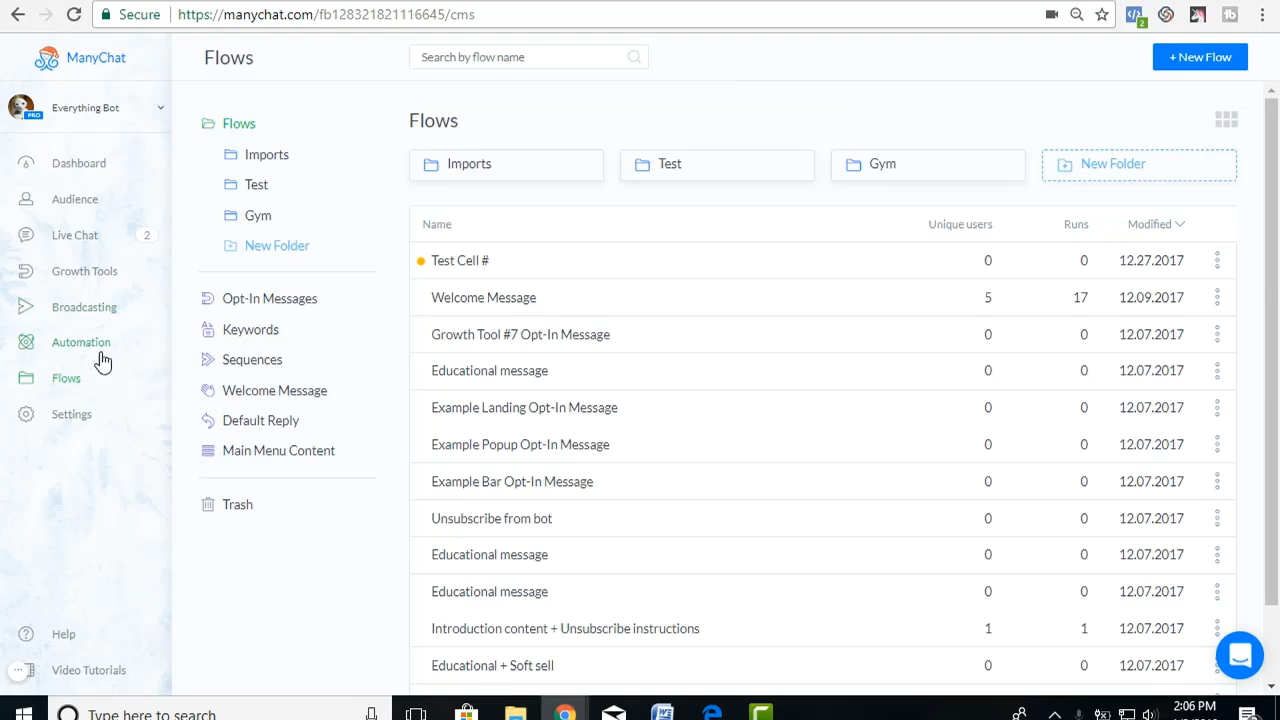 Secure https://manychat.com/fb128321821116645/cms
2
ManyChat
Flows
Search by flow name
+ New Flow
PRO
Everything Bot
Dashboard
Audience
Live Chat 2
Growth Tools
Broadcasting
Automation
Flows
Settings
Help
Video Tutorials
Flows
Imports
Test
Gym
New Folder
Opt-In Messages
Keywords
Sequences
Welcome Message
Default Reply
Main Menu Content
Trash
Flows
Imports Test Gym New Folder
Name Unique users Runs Modified
Test Cell # 0 0 12.27.2017
Welcome Message 5 17 12.09.2017
Growth Tool #7 Opt-In Message 0 0 12.07.2017
Educational message 0 0 12.07.2017
Example Landing Opt-In Message 0 0 12.07.2017
Example Popup Opt-In Message 0 0 12.07.2017
Example Bar Opt-In Message 0 0 12.07.2017
Unsubscribe from bot 0 0 12.07.2017
Educational message 0 0 12.07.2017
Educational message 0 0 12.07.2017
Introduction content + Unsubscribe instructions 1 1 12.07.2017
Educational + Soft sell 0 0 12.07.2017
Type here to search
2:06 PM